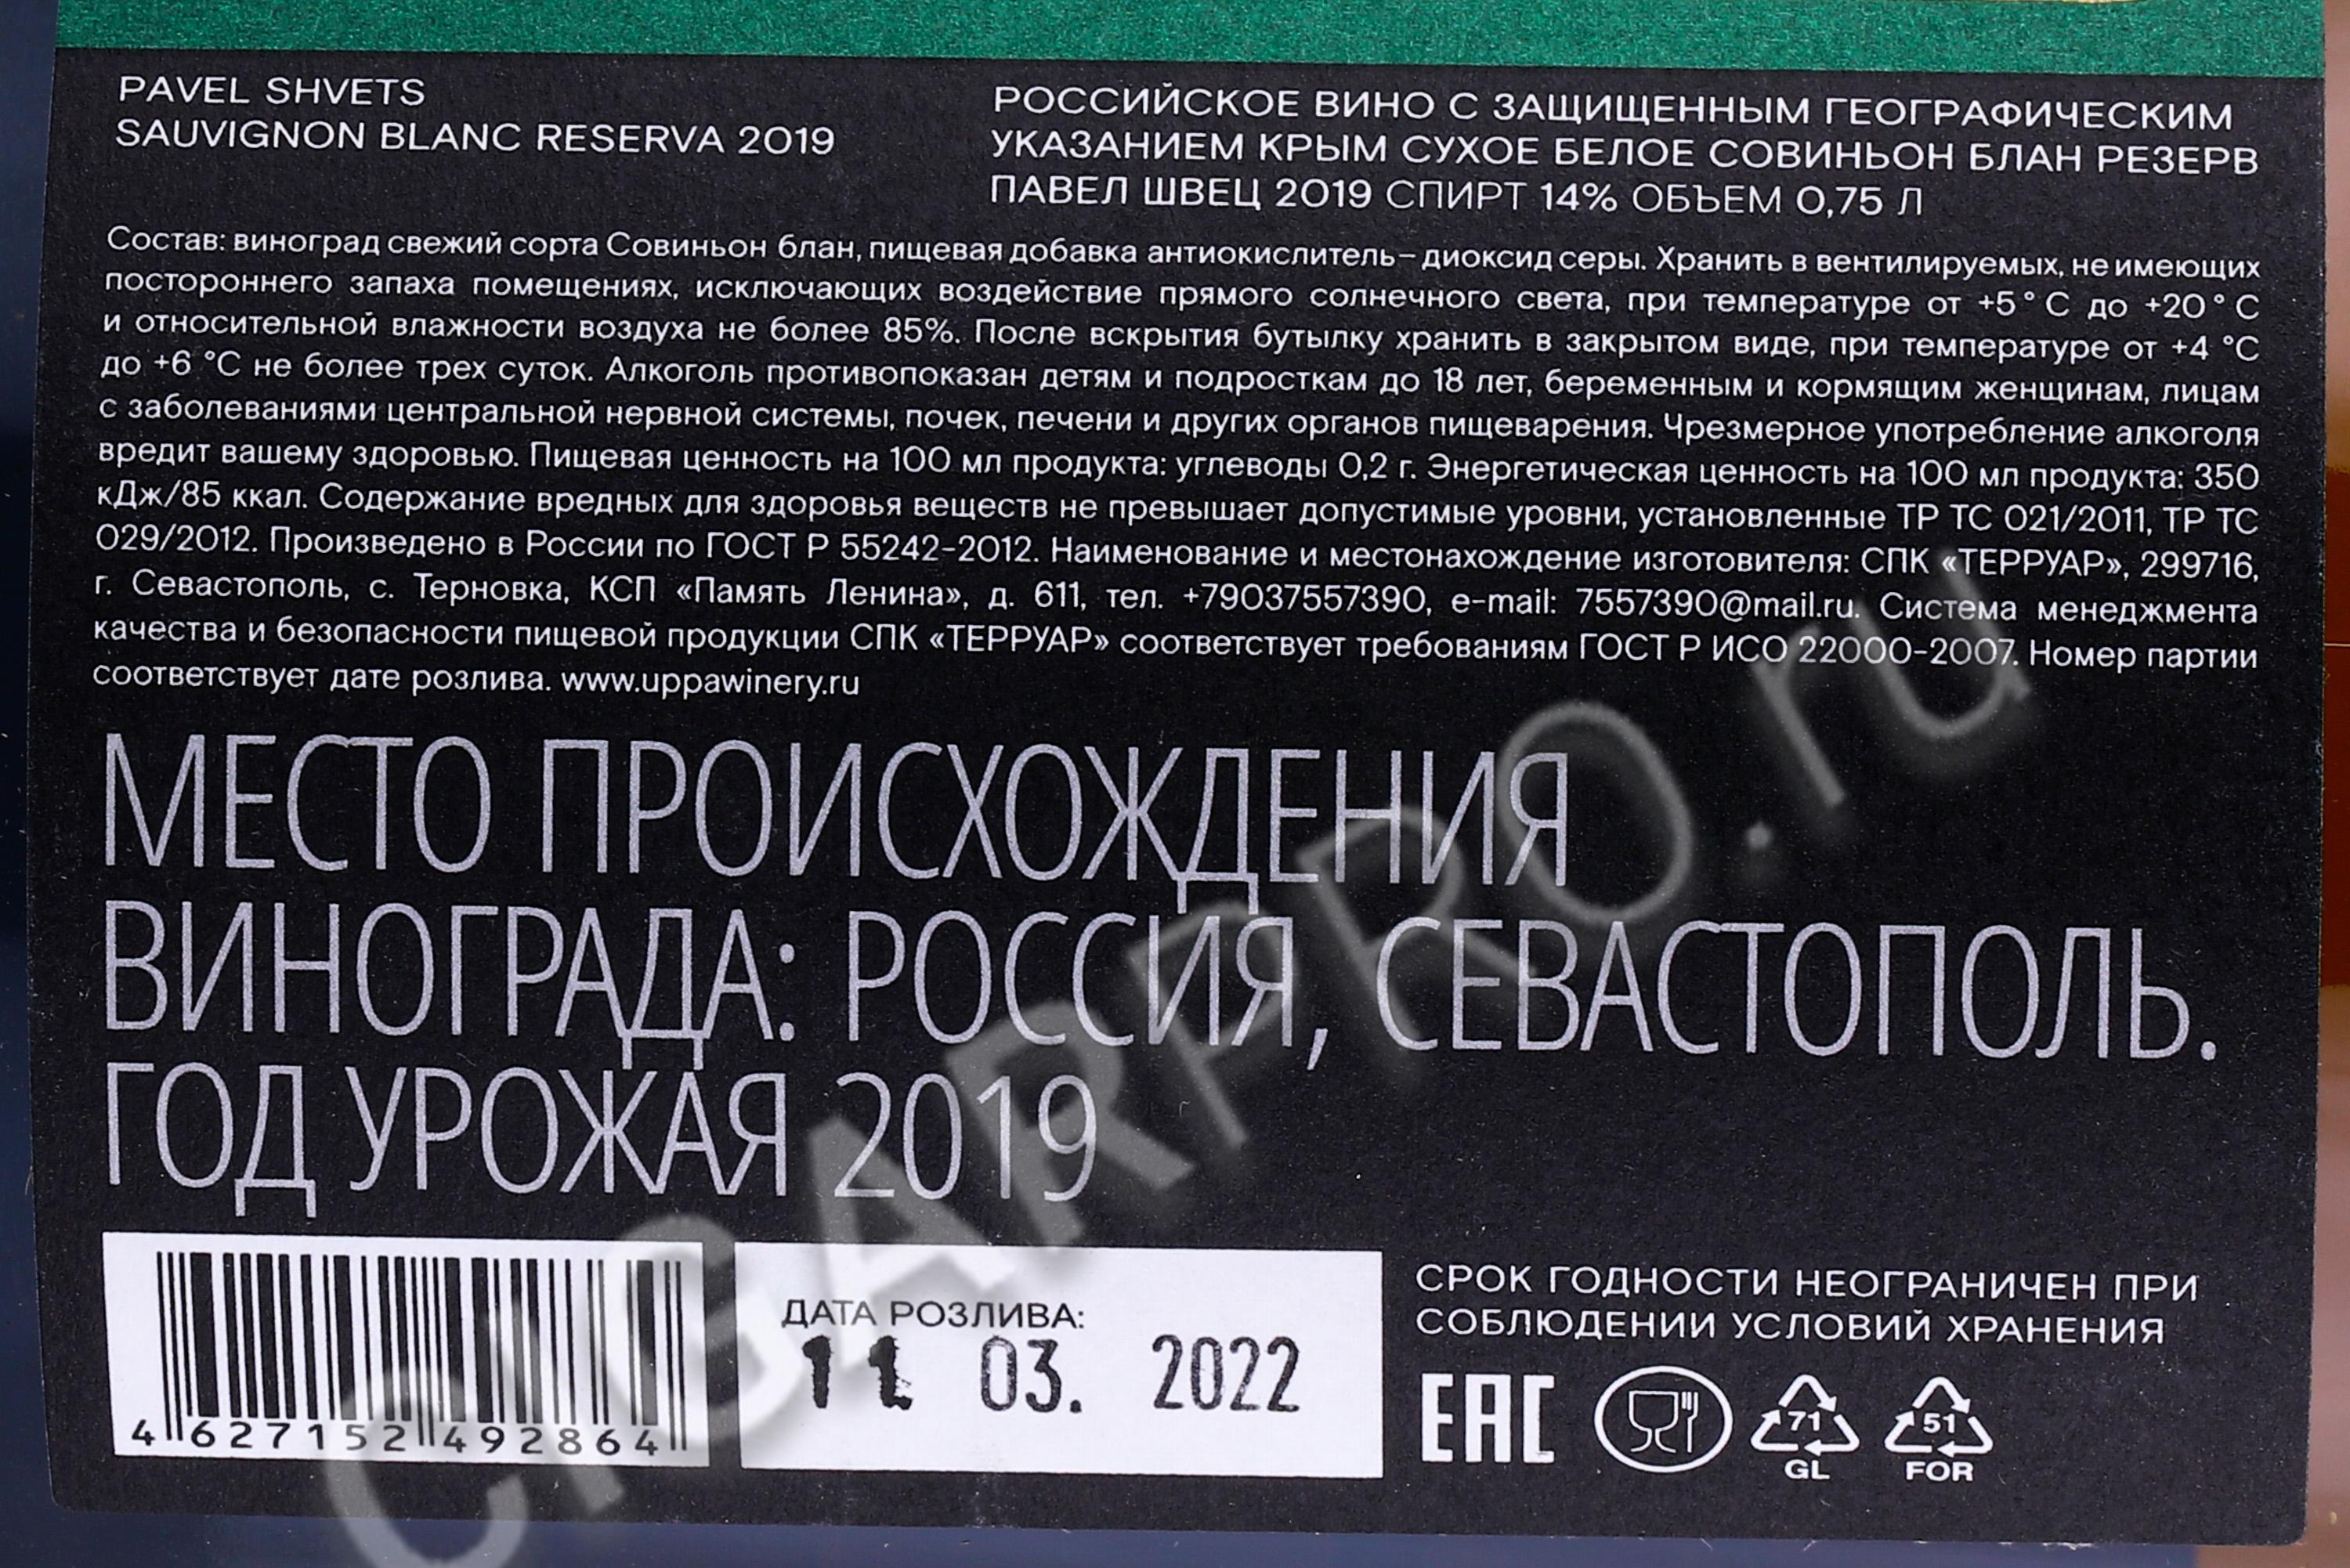 PAVEL SHVETS
SAUVIGNON BLANC RESERVA 2019
РОССИЙСКОЕ ВИНО С ЗАЩИЩЕННЫМ ГЕОГРАФИЧЕСКИМ
УКАЗАНИЕМ КРЫМ СУХОЕ БЕЛОЕ СОВИНЬОН БЛАН РЕЗЕРВ
ПАВЕЛ ШВЕЦ 2019 СПИРТ 14% ОБЪЕМ 0,75 Л
Состав: виноград свежий сорта Совиньон блан, пищевая добавка антиокислитель– диоксид серы. Хранить в вентилируемых, не имеющих
постороннего запаха помещениях, исключающих воздействие прямого солнечного света, при температуре от +5° С до +20° С
и относительной влажности воздуха не более 85%. После вскрытия бутылку хранить в закрытом виде, при температуре от +4 °С
до +6 °С не более трех суток. Алкоголь противопоказан детям и подросткам до 18 лет, беременным и кормящим женщинам, лицам
с заболеваниями центральной нервной системы, почек, печени и других органов пищеварения. Чрезмерное употребление алкоголя
вредит вашему здоровью. Пищевая ценность на 100 мл продукта: углеводы 0,2 г. Энергетическая ценность на 100 мл продукта: 350
кДж/85 ккал. Содержание вредных для здоровья веществ не превышает допустимые уровни, установленные ТР ТС 021/2011, ТР ТС
029/2012. Произведено в России по ГОСТ Р 55242-2012. Наименование и местонахождение изготовителя: СПК «ТЕРРУАР», 299716,
г. Севастополь, с. Терновка, КСП «Память Ленина», д. 611, тел. +79037557390, e-mail: 7557390@mail.ru. Система менеджмента
качества и безопасности пищевой продукции СПК «ТЕРРУАР» соответствует требованиям ГОСТ Р ИСО 22000-2007. Номер партии
соответствует дате розлива. www.uppawinery.ru
МЕСТО ПРОИСХОЖДЕНИЯ
ВИНОГРАДА: РОССИЯ, СЕВАСТОПОЛЬ.
ГОД УРОЖАЯ 2019
4 627152 492864
ДАТА РОЗЛИВА:
11 03. 2022
СРОК ГОДНОСТИ НЕОГРАНИЧЕН ПРИ
СОБЛЮДЕНИИ УСЛОВИЙ ХРАНЕНИЯ
EAC
71
GL
51
FOR
CIGARPRO.ru